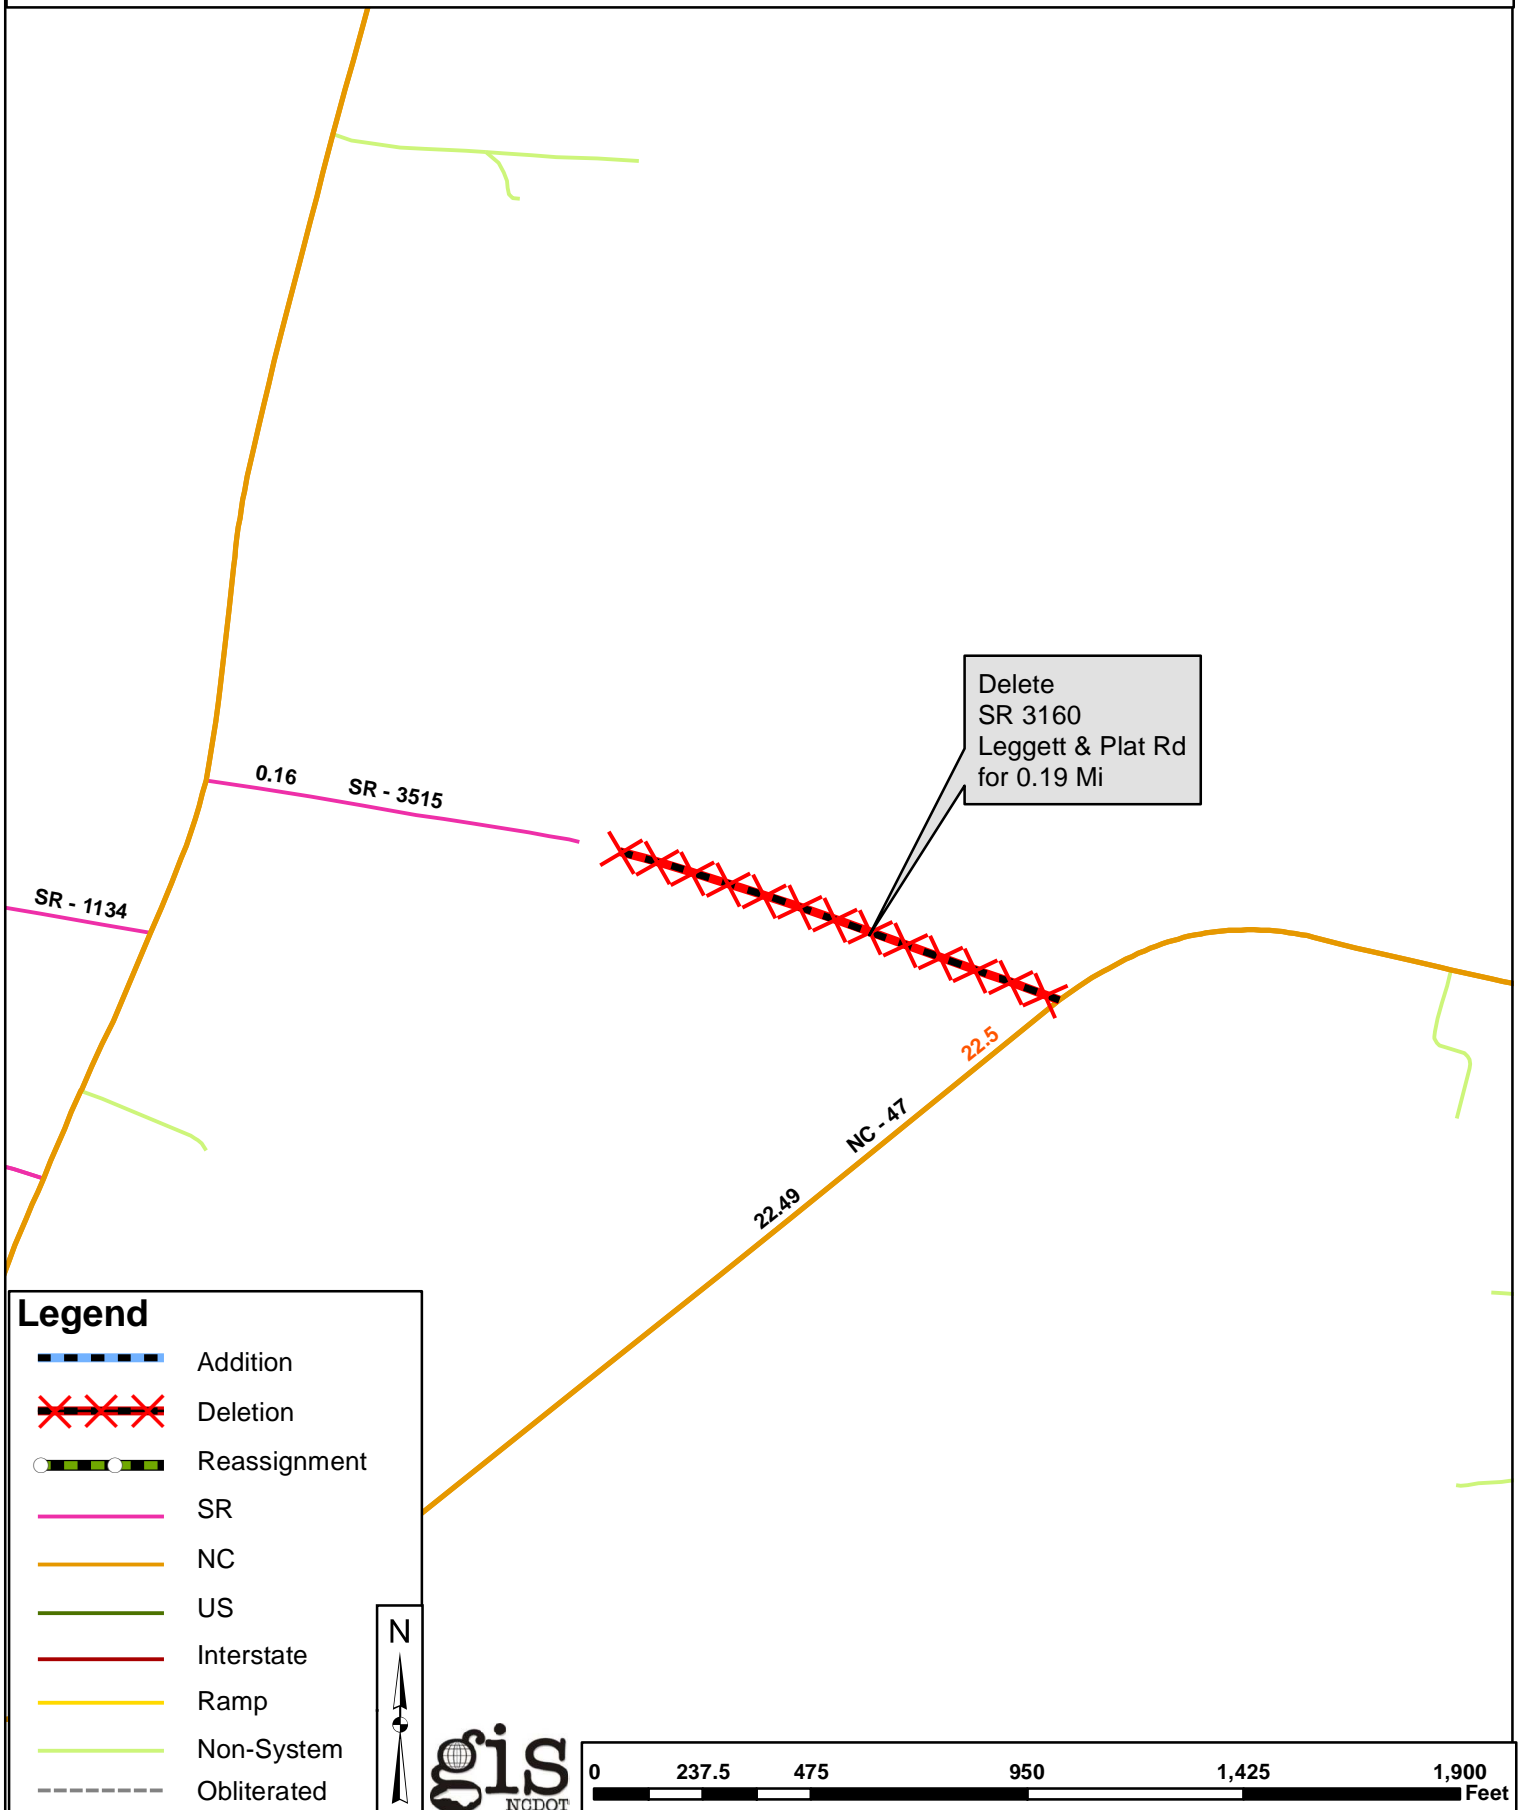 Delete
SR 3160
Leggett & Plat Rd
for 0.19 Mi
0.16
SR - 3515
SR - 1134
22.5
NC - 47
22.49
Legend
Addition
Deletion
Reassignment
SR
NC
US
Interstate
Ramp
Non-System
Obliterated
N
gis
NCDOT
0 237.5 475 950 1,425 1,900
Feet